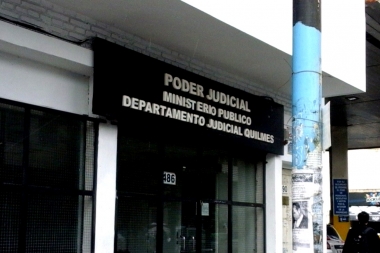 PODER JUDICIAL
MINISTERIO PUBLICO
DEPARTAMENTO JUDICIAL QUILMES
486